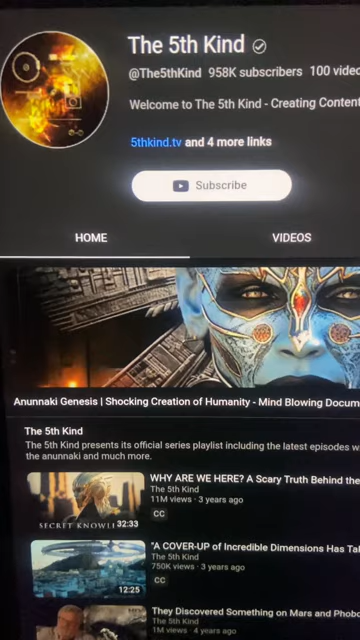 The 5th Kind
@The5thKind 958K subscribers 100 videc
Welcome to The 5th Kind - Creating Content
5thkind.tv and 4 more links
Subscribe
HOME VIDEOS
Anunnaki Genesis | Shocking Creation of Humanity - Mind Blowing Docum
The 5th Kind
The 5th Kind presents its official series playlist including the latest episodes w
the anunnaki and much more.
WHY ARE WE HERE? A Scary Truth Behind the
The 5th Kind
11M views · 3 years ago
CC
SECRET KNOWL
32:33
"A COVER-UP of Incredible Dimensions Has Ta
The 5th Kind
750K views · 3 years ago
CC
12:25
They Discovered Something on Mars and Phob
The 5th Kind
1M views · 4 years ago